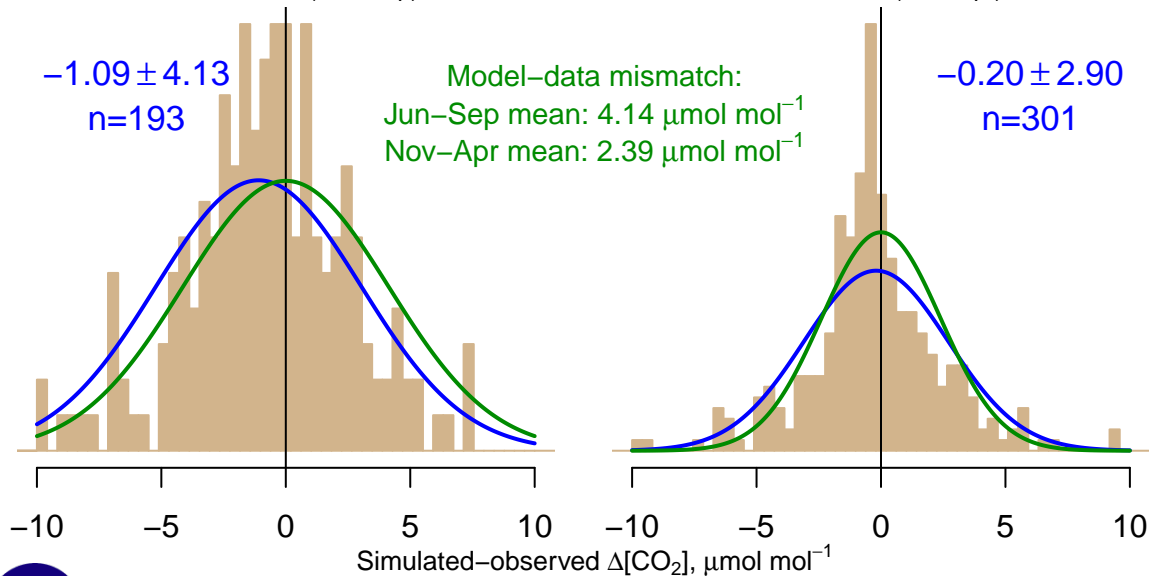 −1.09 ± 4.13
n=193
Model−data mismatch:
Jun−Sep mean: 4.14 μmol mol⁻¹
Nov−Apr mean: 2.39 μmol mol⁻¹
−0.20 ± 2.90
n=301
−10 −5 0 5 10
−10 −5 0 5 10
Simulated−observed Δ[CO₂], μmol mol⁻¹